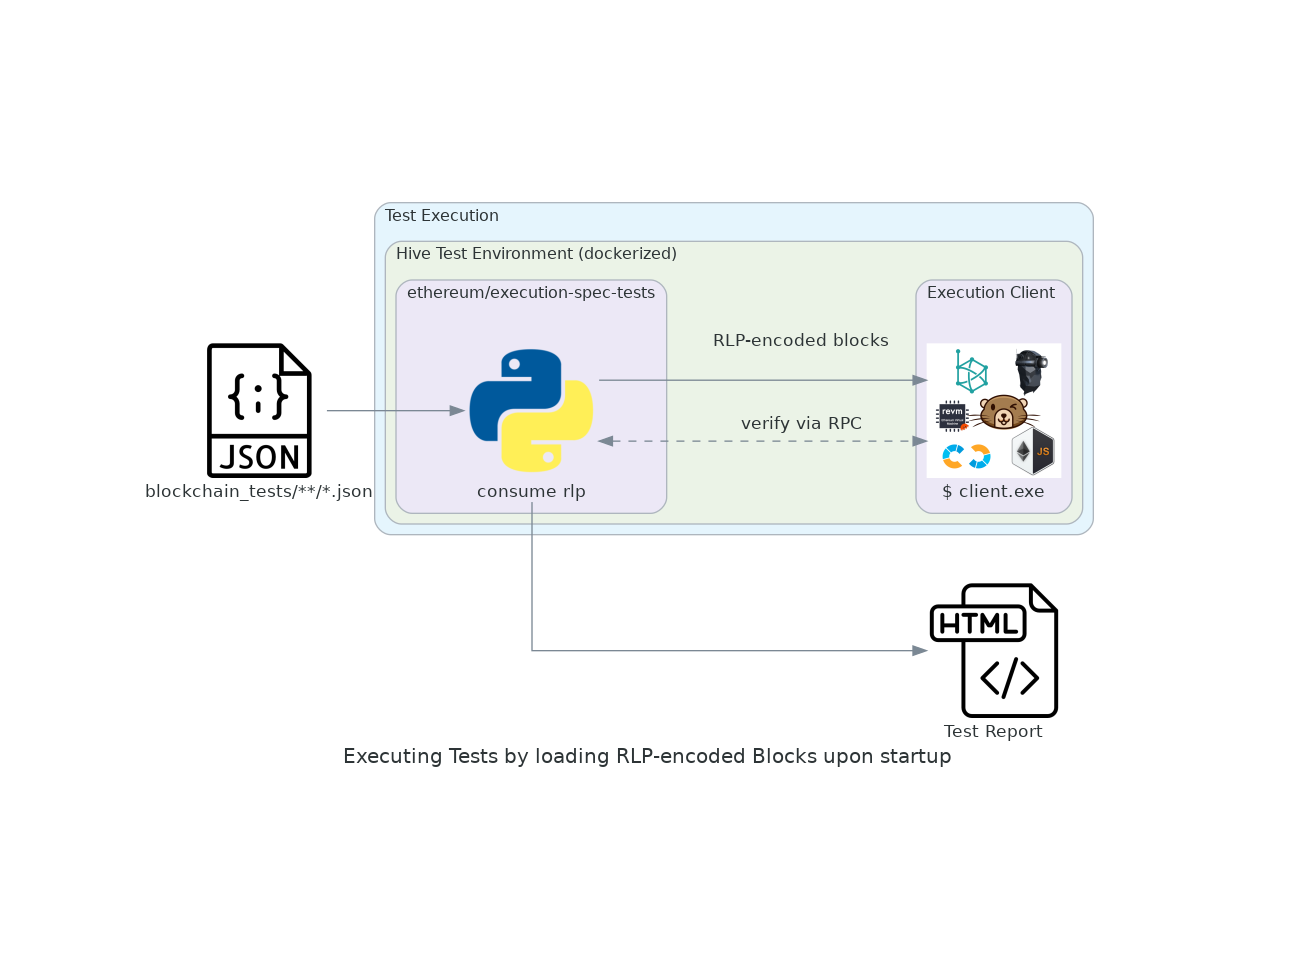 Test Execution
Hive Test Environment (dockerized)
ethereum/execution-spec-tests
Execution Client
RLP-encoded blocks
verify via RPC
{;}
JSON
blockchain_tests/**/*.json
consume rlp
revm
JS
$ client.exe
HTML
</>
Test Report
Executing Tests by loading RLP-encoded Blocks upon startup